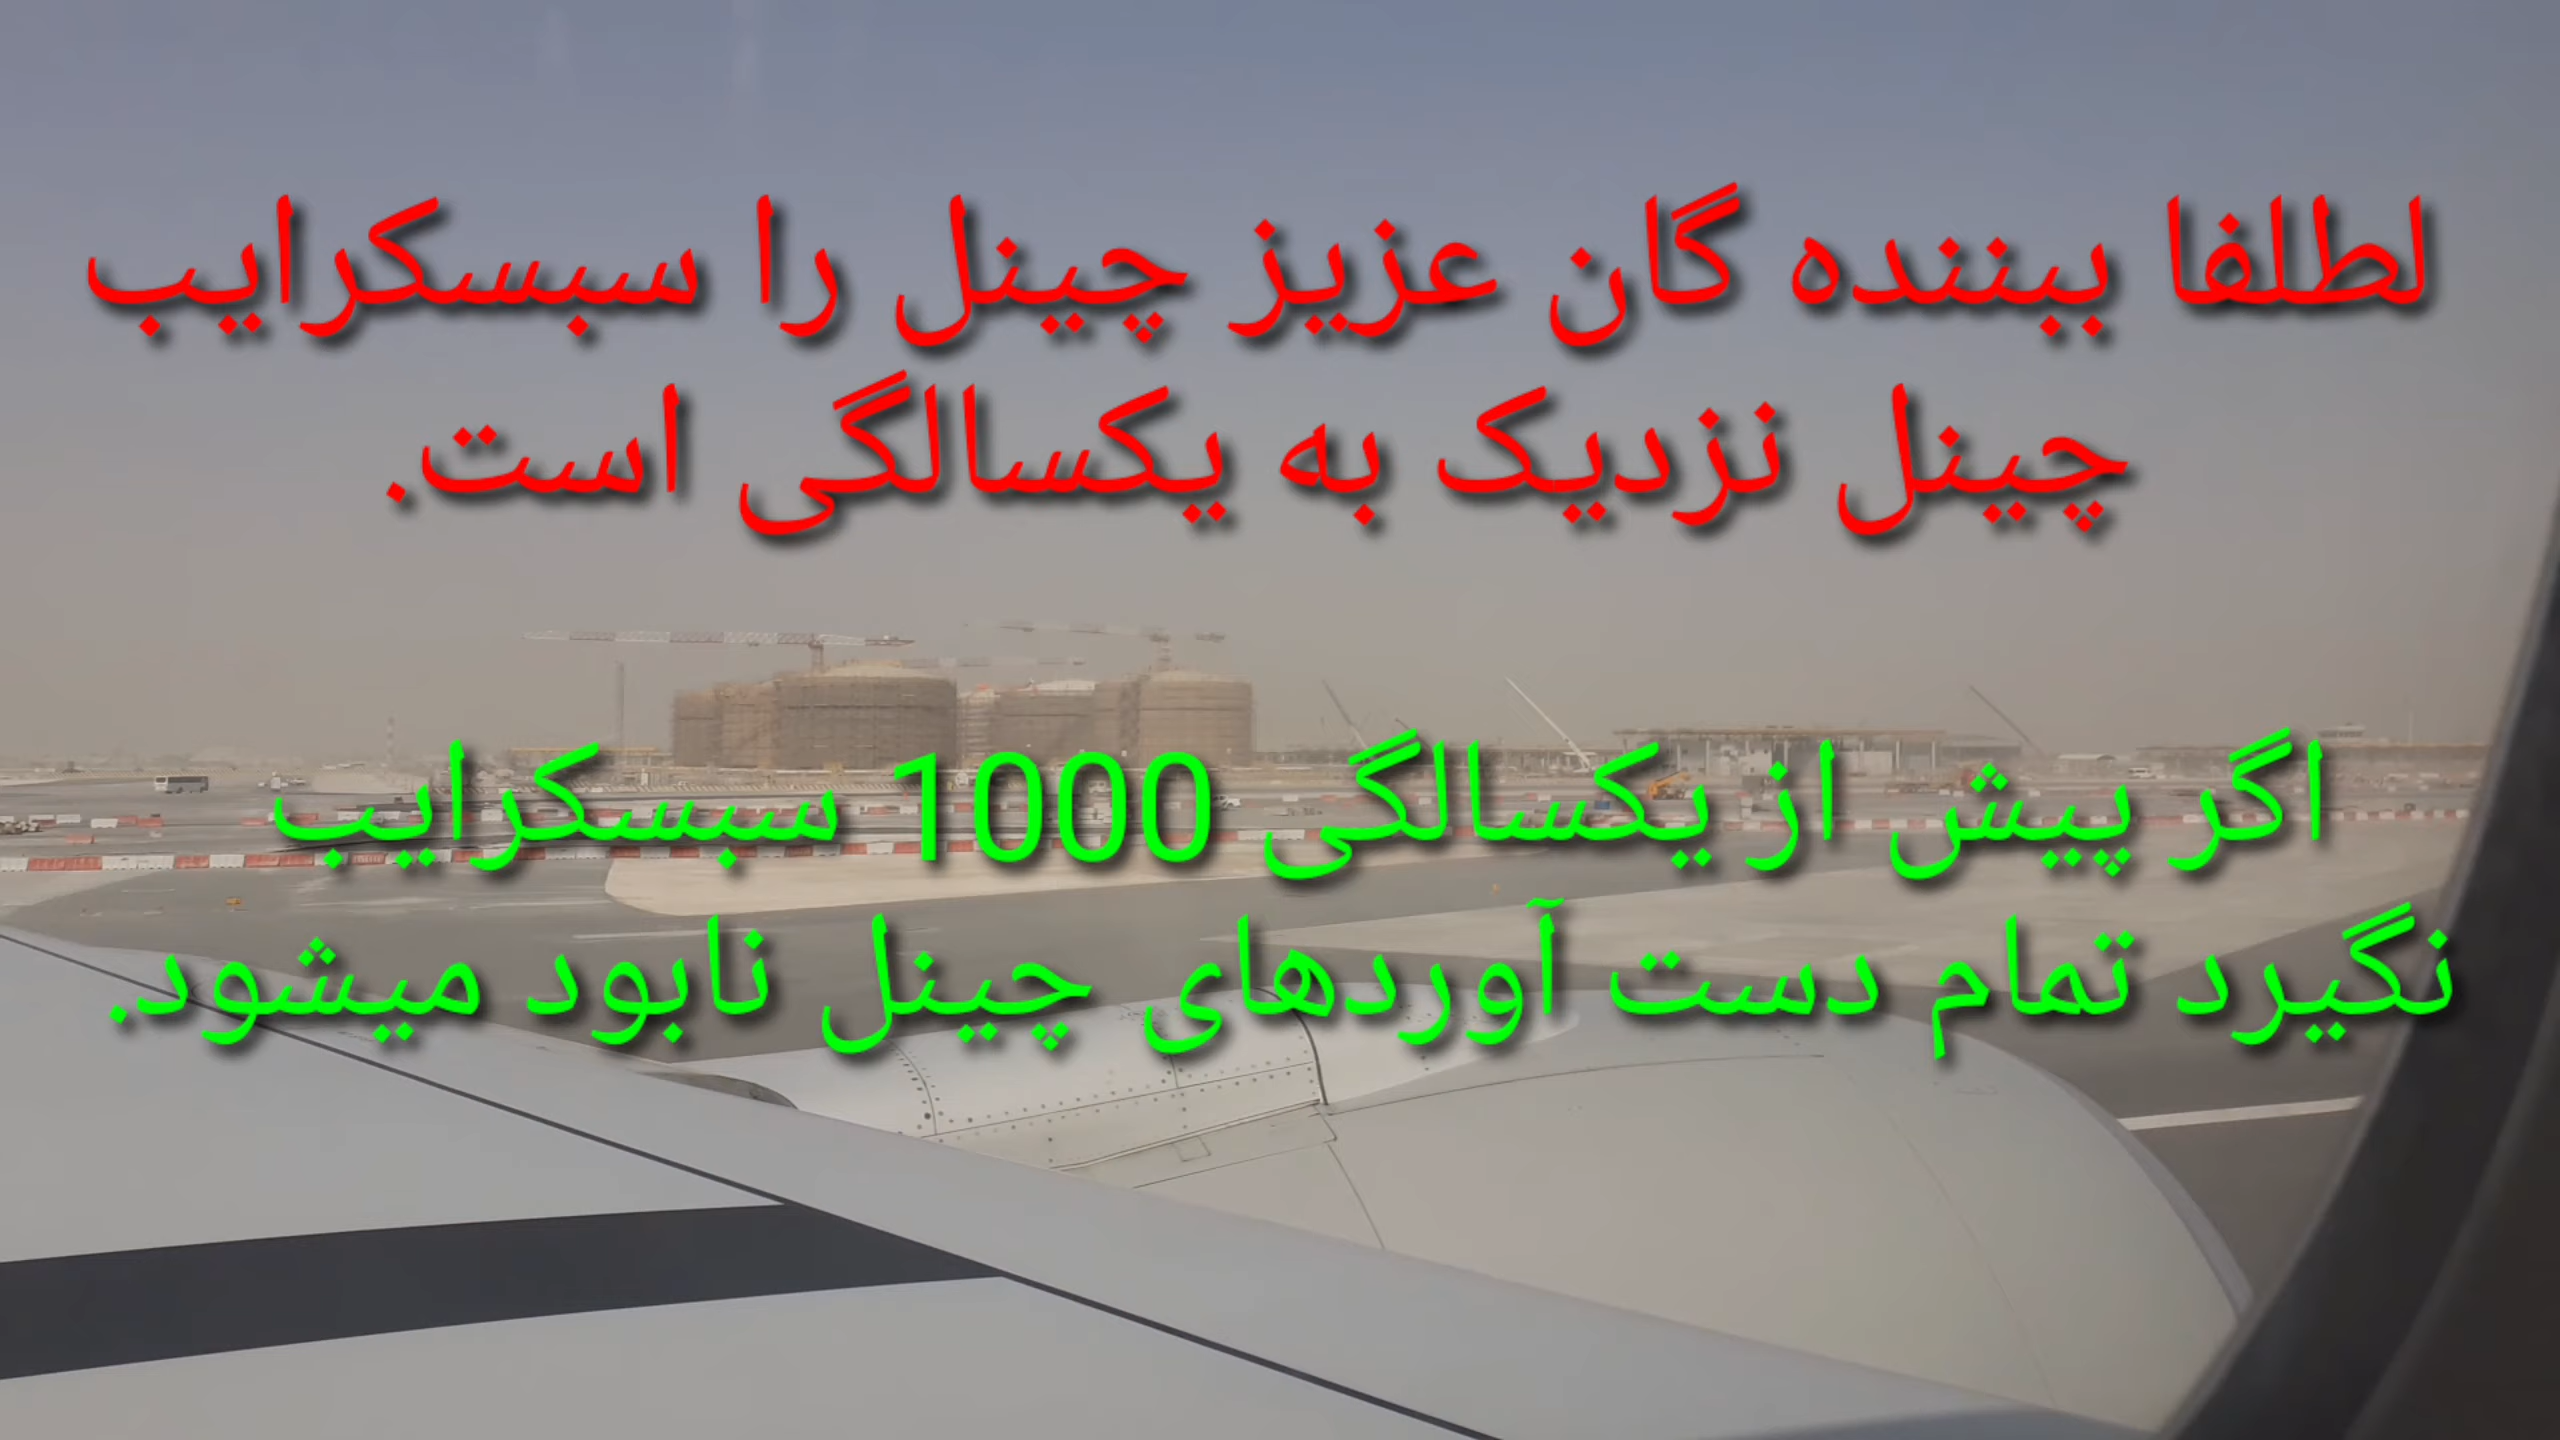 لطلفا ببننده گان عزیز چینل را سبسکرایب
چینل نزدیک به یکسالگی است.
اگر پیش از یکسالگی 1000 سبسکرایب
نگیرد تمام دست آوردهای چینل نابود میشود.